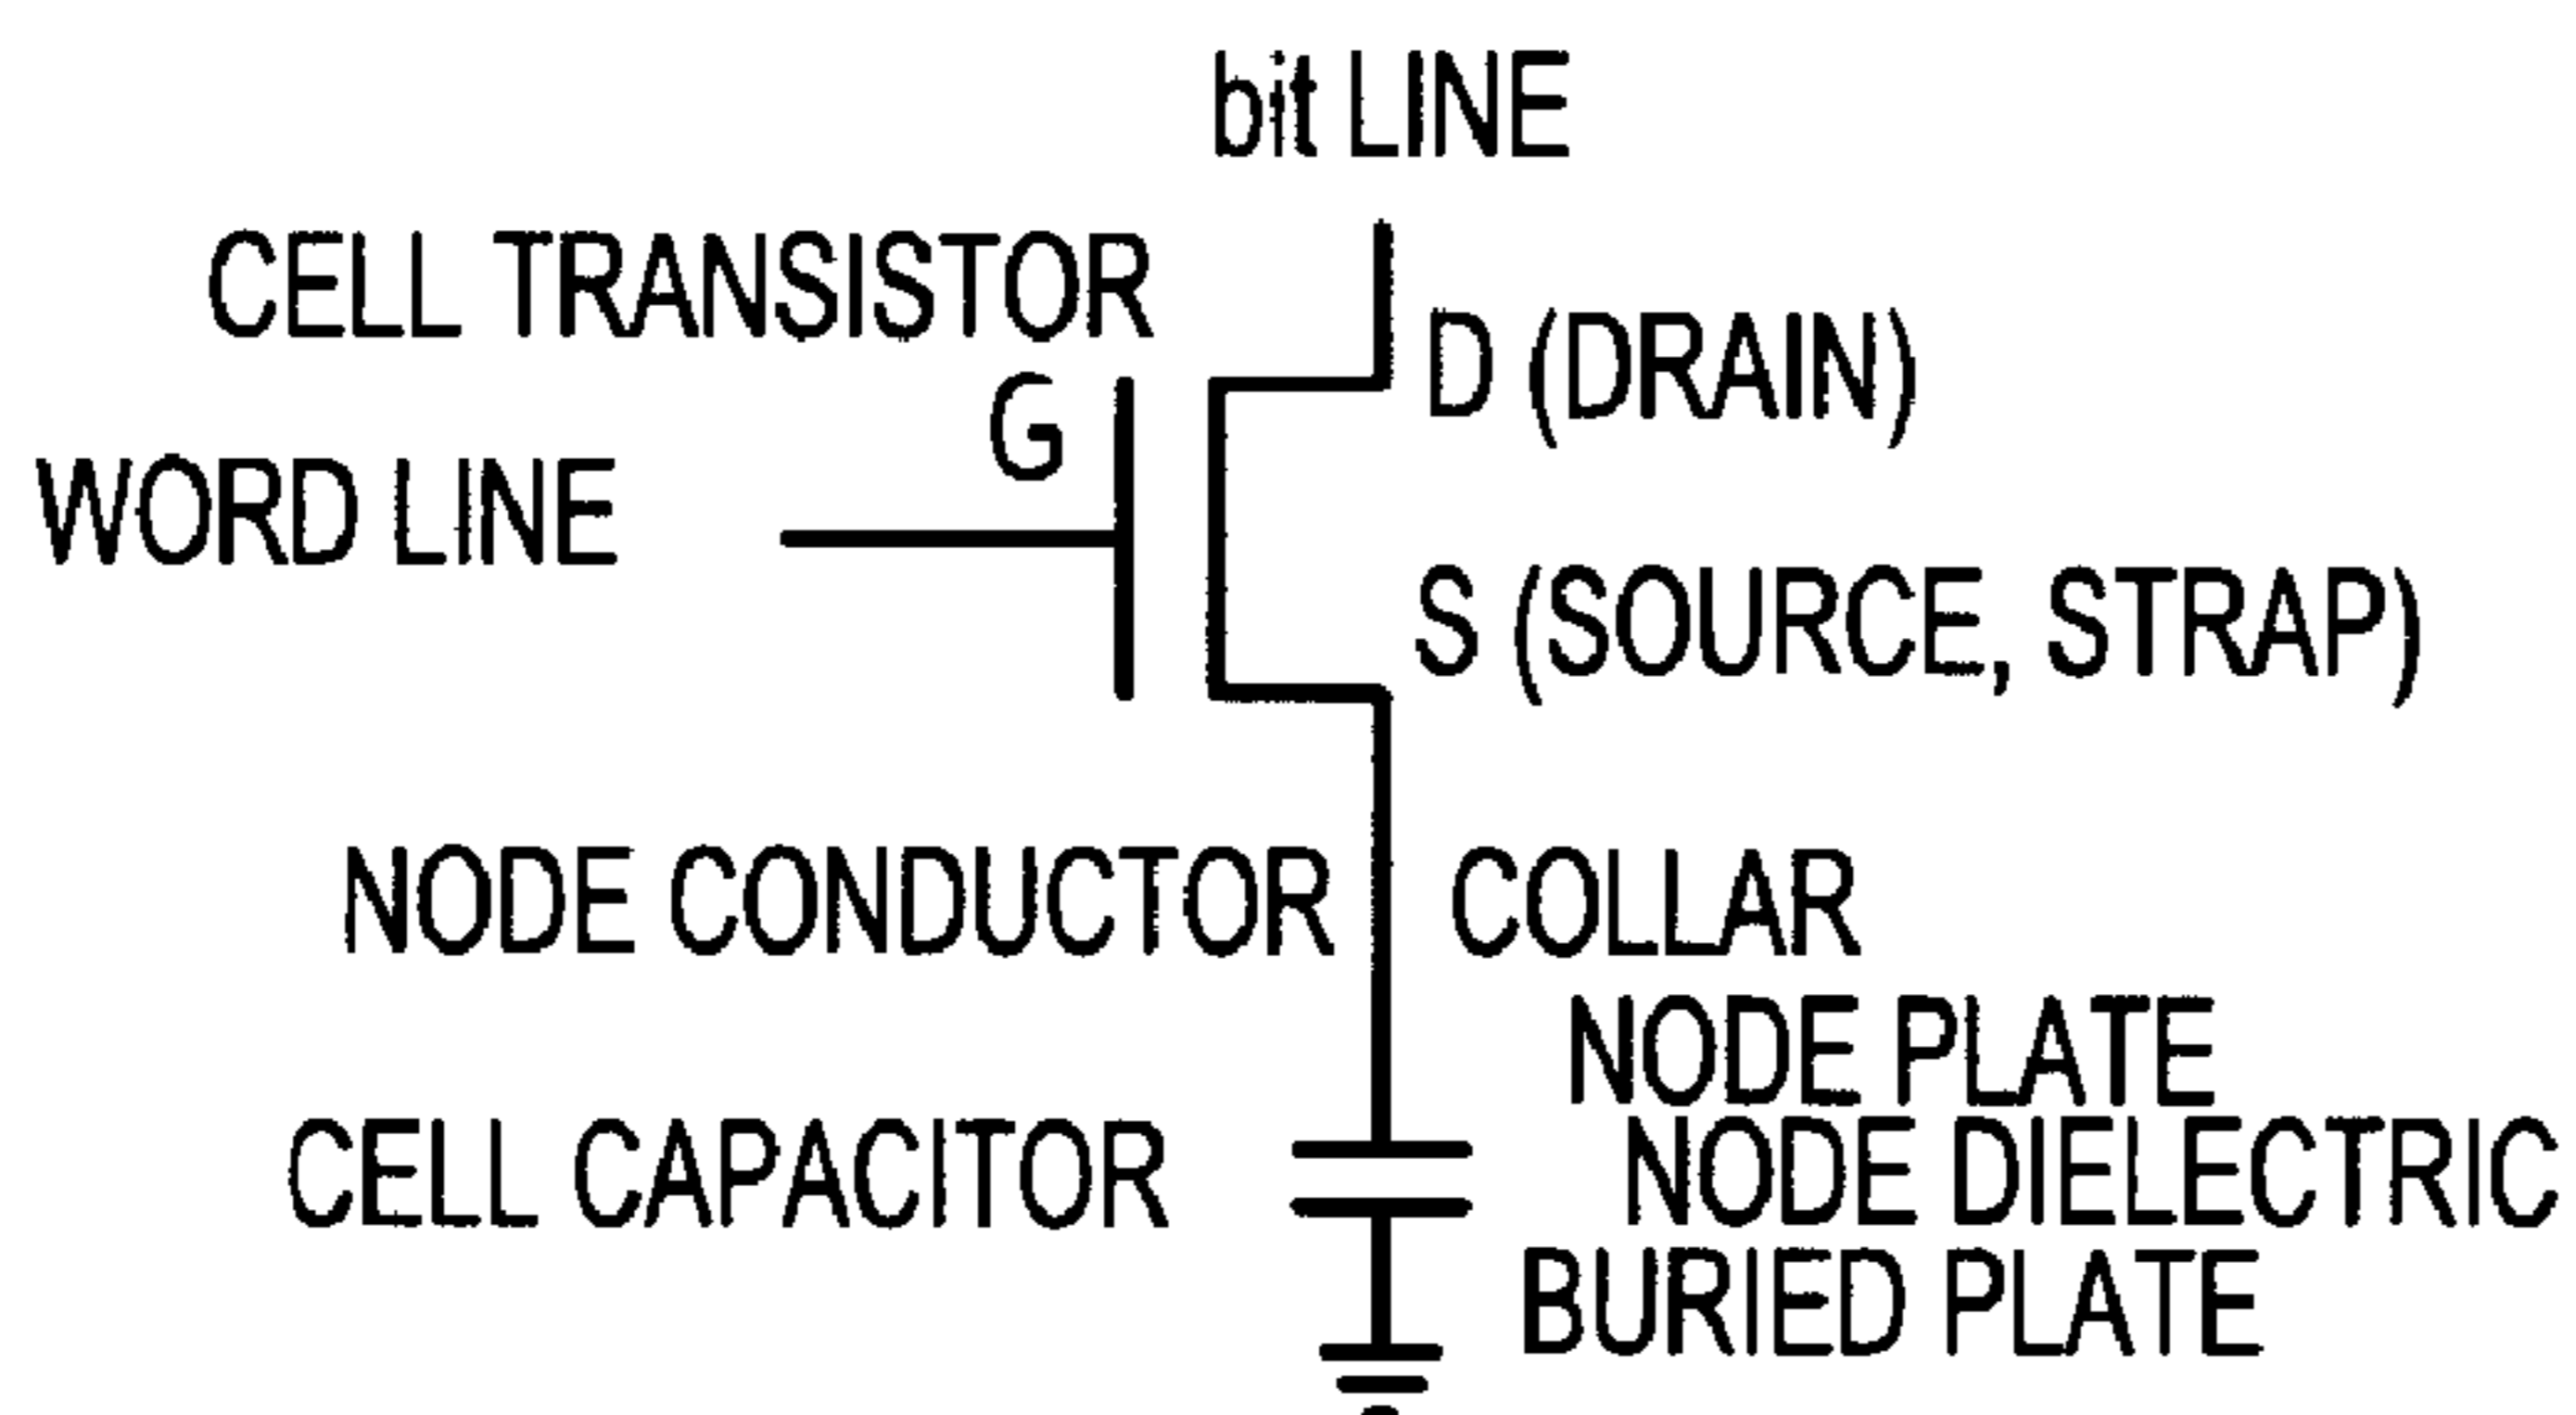 bit LINE
CELL TRANSISTOR
D (DRAIN)
G
WORD LINE
S (SOURCE, STRAP)
NODE CONDUCTOR
COLLAR
NODE PLATE
CELL CAPACITOR
NODE DIELECTRIC
BURIED PLATE